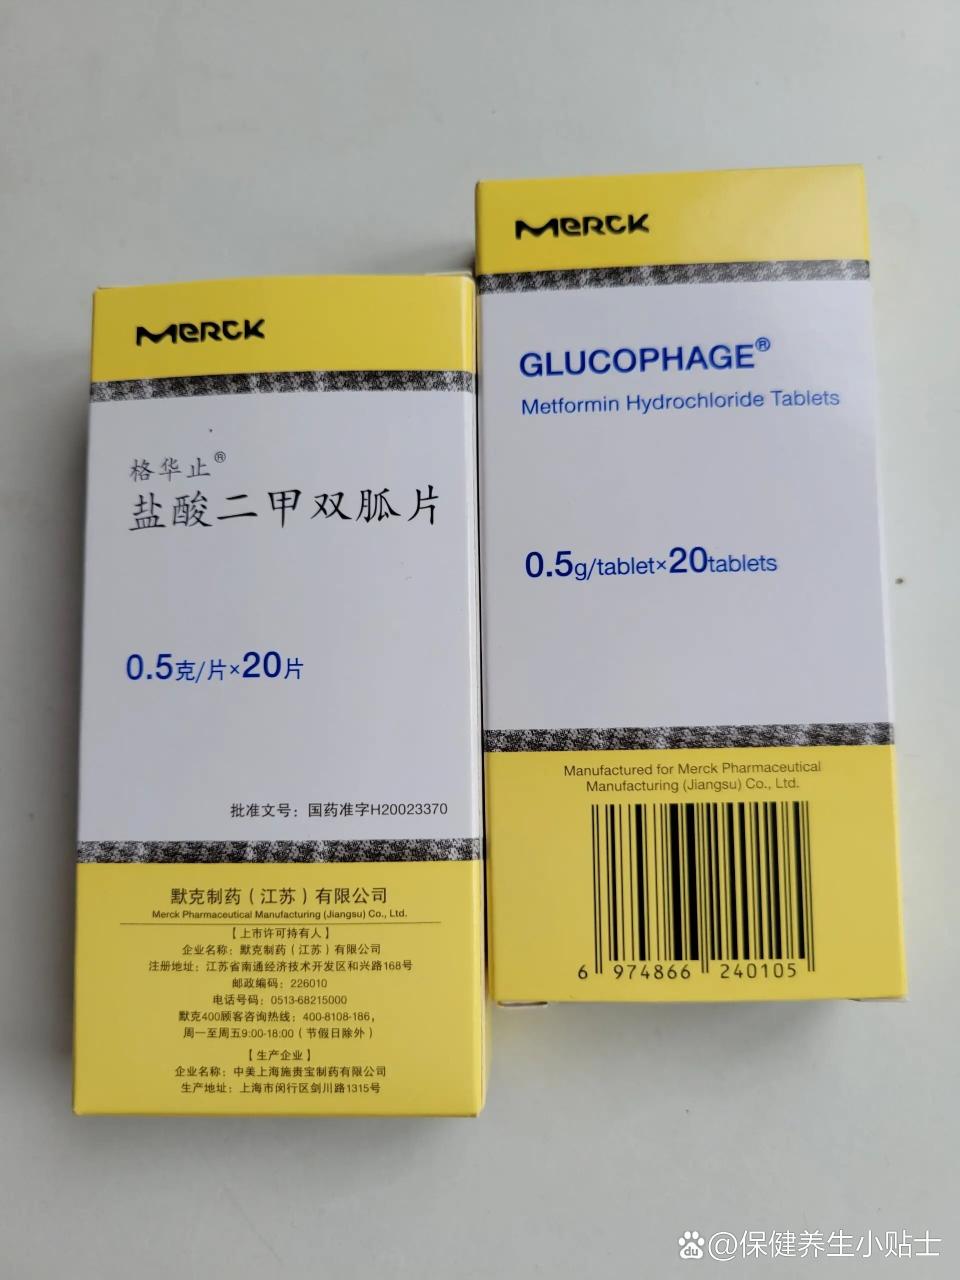 MERCK
格华止®
盐酸二甲双胍片
0.5克/片×20片
批准文号：国药准字H20023370
默克制药（江苏）有限公司
Merck Pharmaceutical Manufacturing (Jiangsu) Co., Ltd.
【上市许可持有人】
企业名称：默克制药（江苏）有限公司
注册地址：江苏省南通经济技术开发区和兴路168号
邮政编码：226010
电话号码：0513-68215000
默克400顾客咨询热线：400-8108-186，
周一至周五9:00-18:00（节假日除外）
【生产企业】
企业名称：中美上海施贵宝制药有限公司
生产地址：上海市闵行区剑川路1315号
MERCK
GLUCOPHAGE®
Metformin Hydrochloride Tablets
0.5g/tablet×20tablets
Manufactured for Merck Pharmaceutical
Manufacturing (Jiangsu) Co., Ltd.
6 974866 240105
@保健养生小贴士